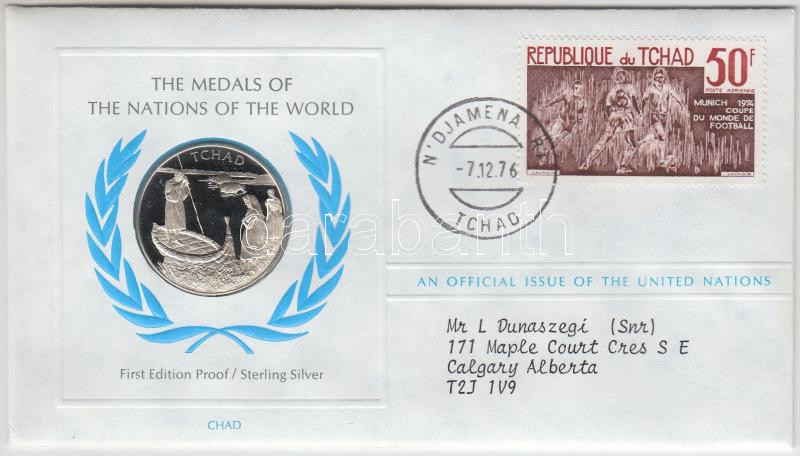 THE MEDALS OF
THE NATIONS OF THE WORLD
TCHAD
First Edition Proof / Sterling Silver
CHAD
REPUBLIQUE du TCHAD 50F
POSTE AERIENNE
MUNICH 1974
COUPE
DU MONDE DE
FOOTBALL
N'DJAMENA
-7.12.76
TCHAD
AN OFFICIAL ISSUE OF THE UNITED NATIONS
Mr L Dunaszegi (Snr)
171 Maple Court Cres S E
Calgary Alberta
T2J 1V9
darabanth